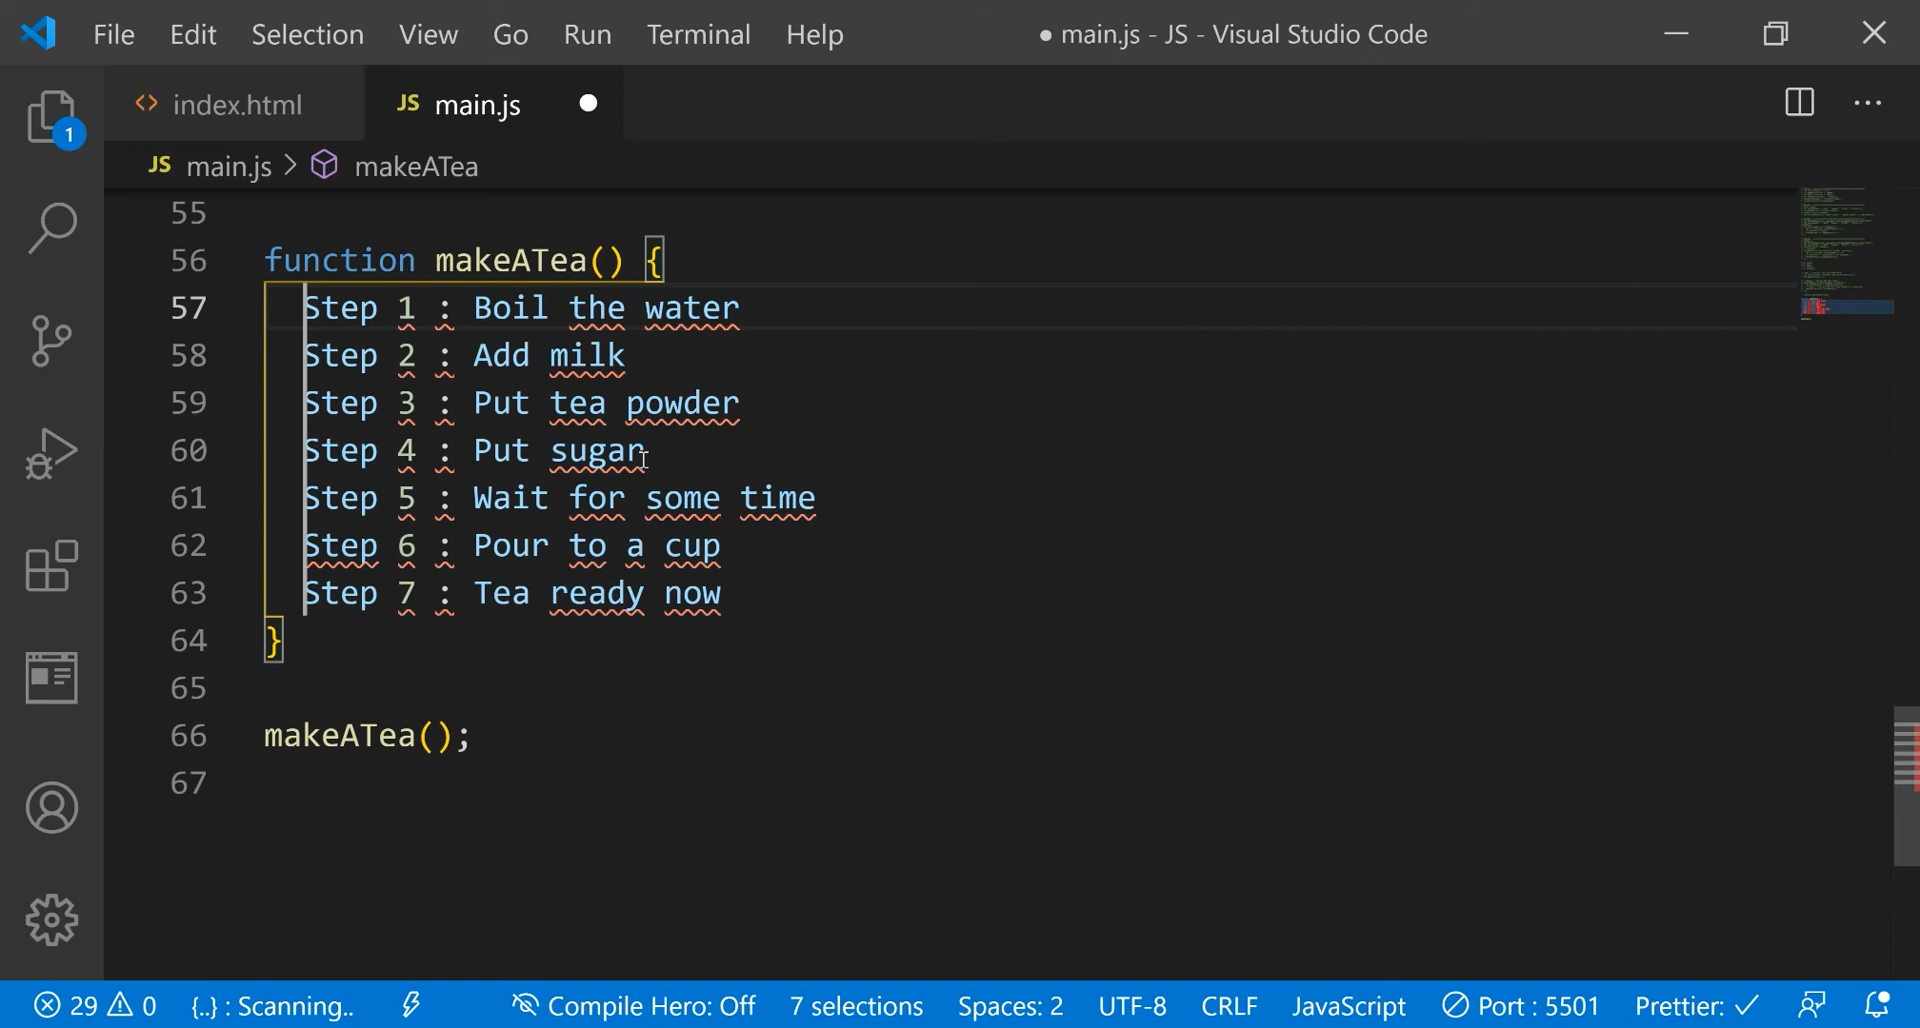 File Edit Selection View Go Run Terminal Help ● main.js - JS - Visual Studio Code
1
<> index.html JS main.js ●
JS main.js > makeATea
55
56 function makeATea() {
57 Step 1 : Boil the water
58 Step 2 : Add milk
59 Step 3 : Put tea powder
60 Step 4 : Put sugar
61 Step 5 : Wait for some time
62 Step 6 : Pour to a cup
63 Step 7 : Tea ready now
64 }
65
66 makeATea();
67
29 0 {..} : Scanning.. Compile Hero: Off 7 selections Spaces: 2 UTF-8 CRLF JavaScript Port : 5501 Prettier: ✓